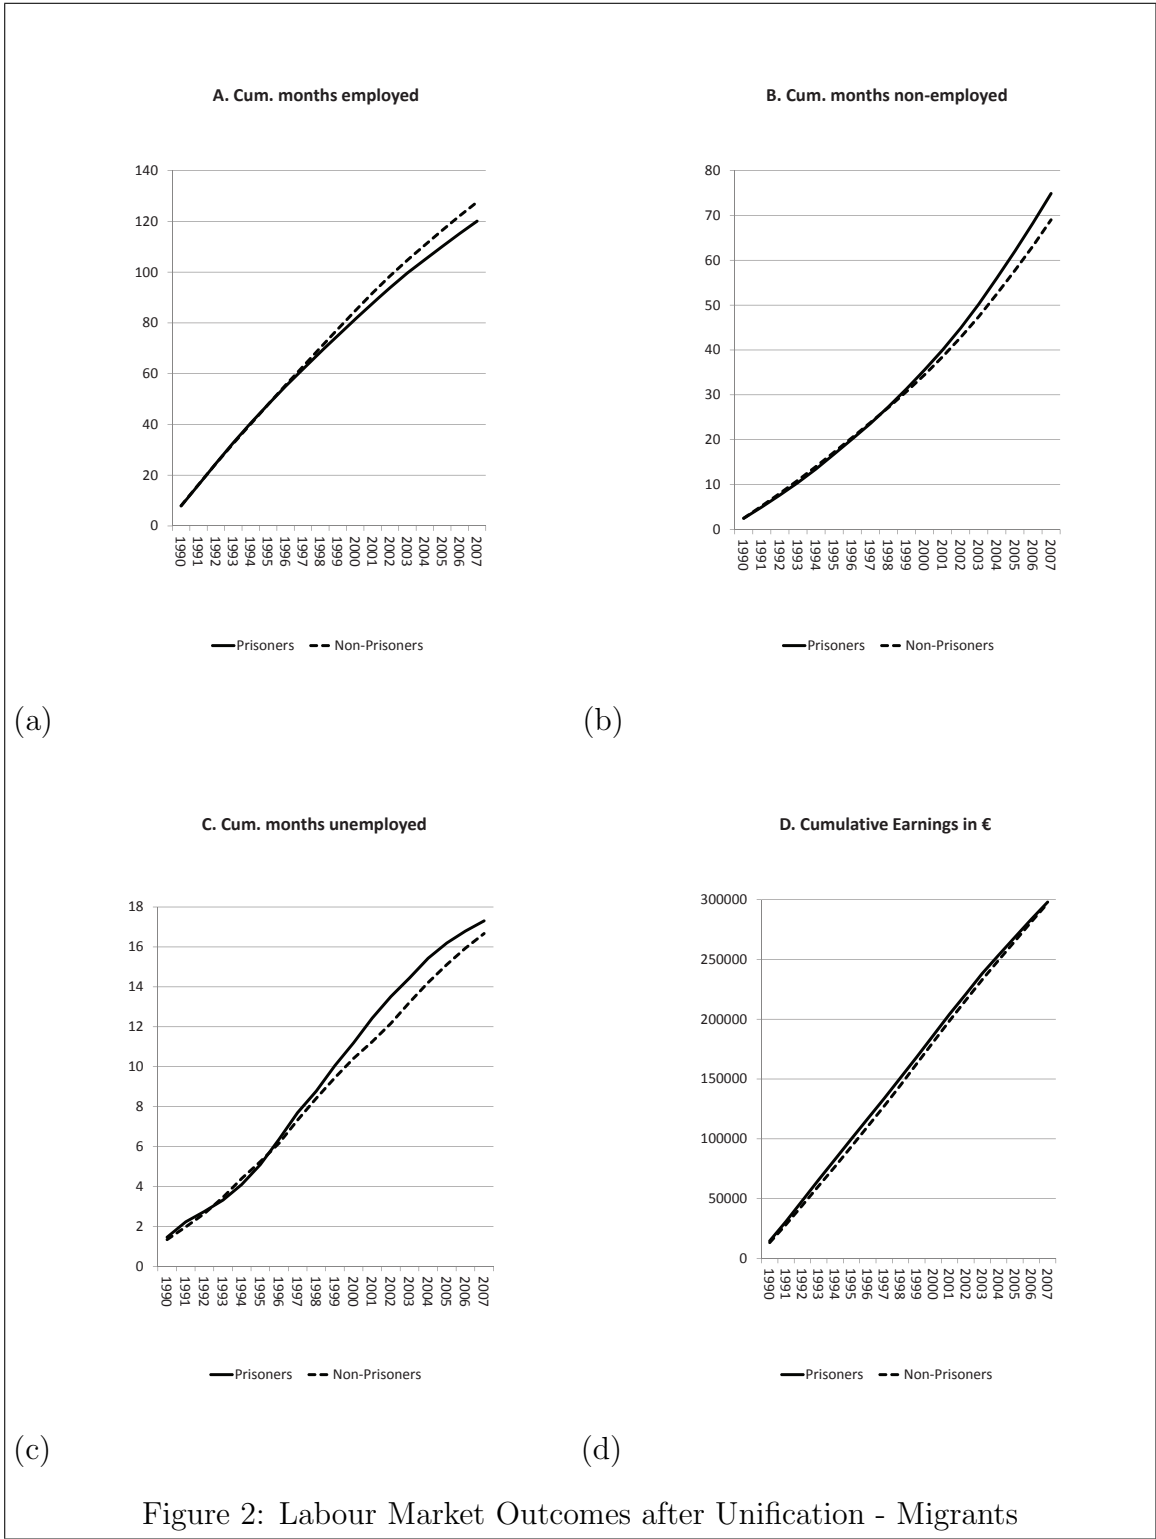 A. Cum. months employed
140
120
100
80
60
40
20
0
1990 1991 1992 1993 1994 1995 1996 1997 1998 1999 2000 2001 2002 2003 2004 2005 2006 2007
Prisoners Non-Prisoners
(a)
B. Cum. months non-employed
80
70
60
50
40
30
20
10
0
1990 1991 1992 1993 1994 1995 1996 1997 1998 1999 2000 2001 2002 2003 2004 2005 2006 2007
Prisoners Non-Prisoners
(b)
C. Cum. months unemployed
18
16
14
12
10
8
6
4
2
0
1990 1991 1992 1993 1994 1995 1996 1997 1998 1999 2000 2001 2002 2003 2004 2005 2006 2007
Prisoners Non-Prisoners
(c)
D. Cumulative Earnings in €
300000
250000
200000
150000
100000
50000
0
1990 1991 1992 1993 1994 1995 1996 1997 1998 1999 2000 2001 2002 2003 2004 2005 2006 2007
Prisoners Non-Prisoners
(d)
Figure 2: Labour Market Outcomes after Unification - Migrants